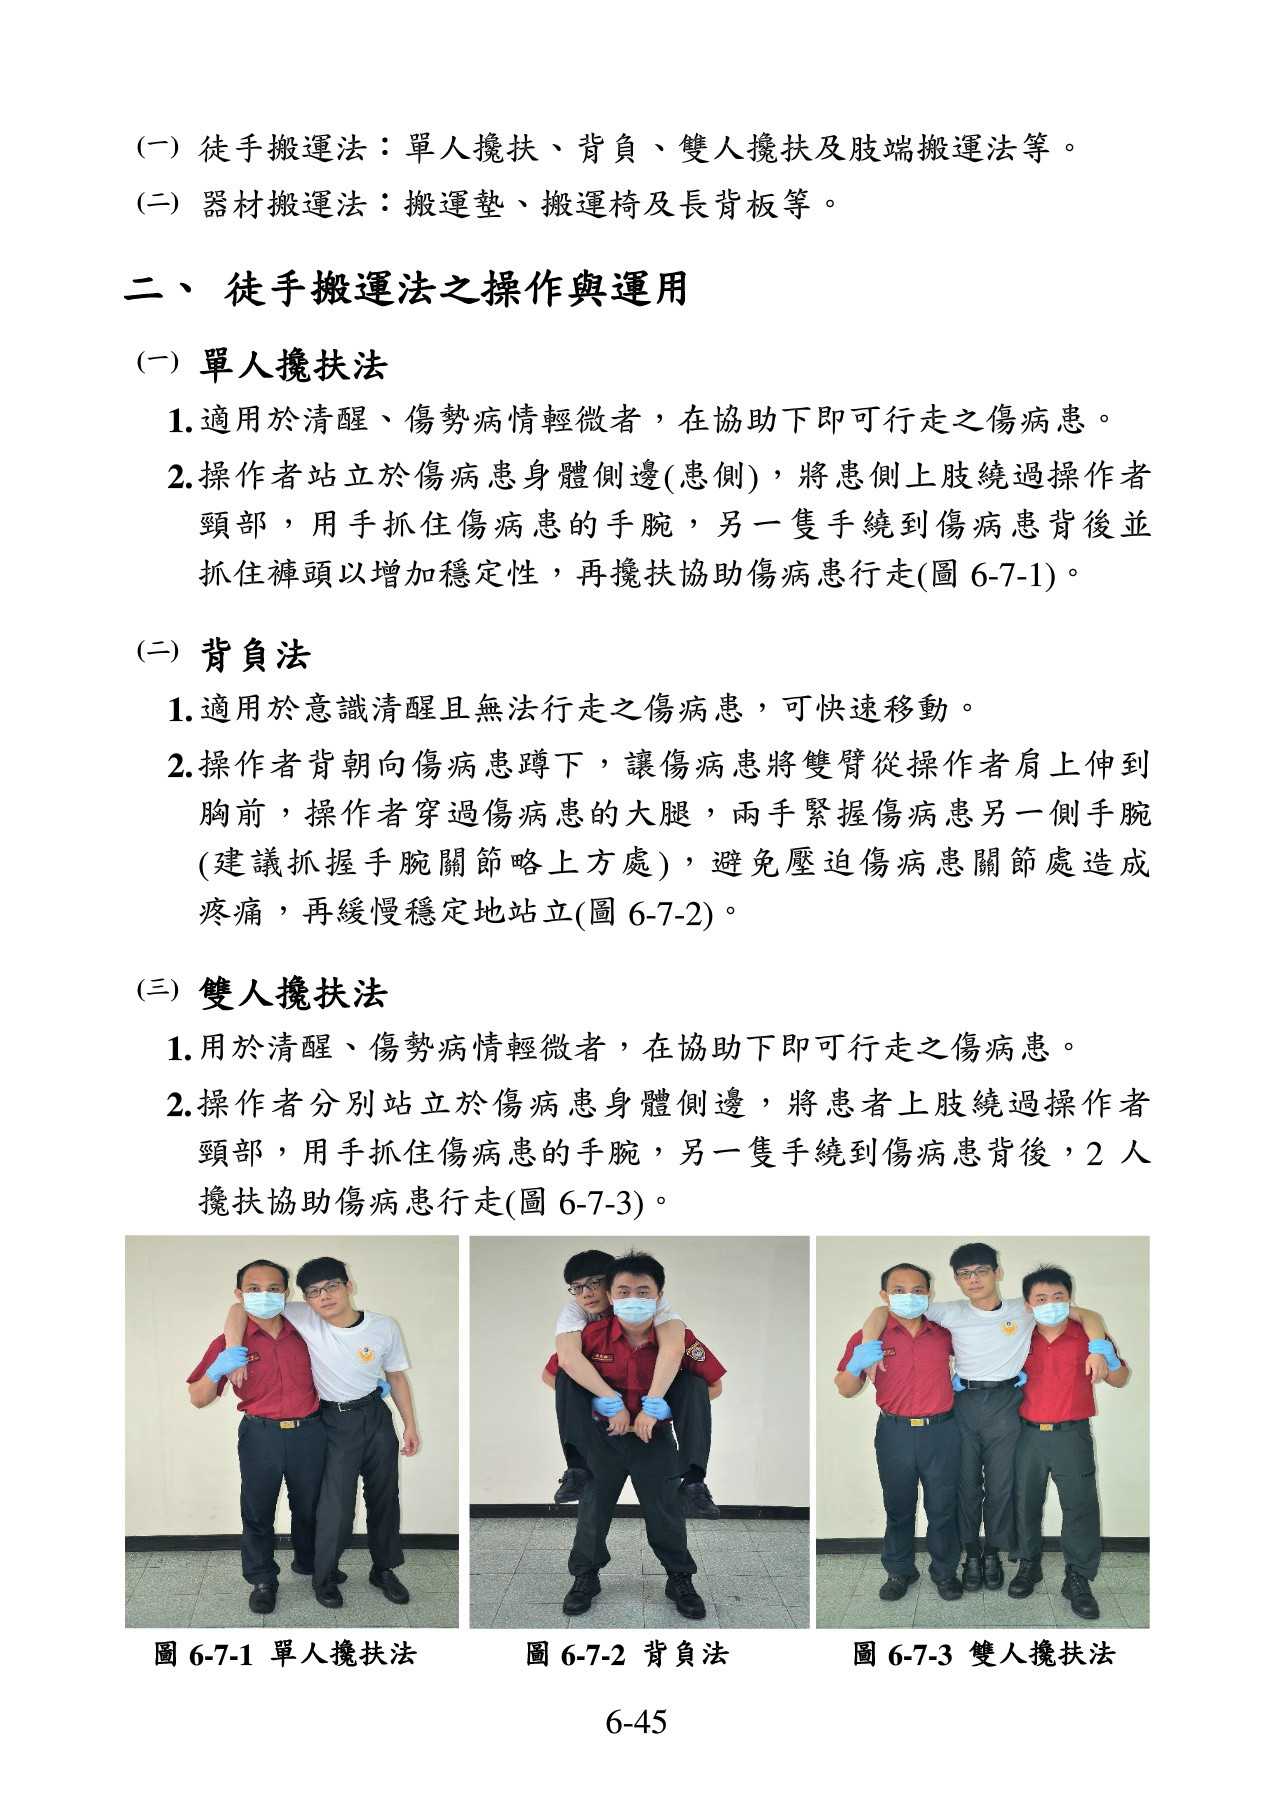 (一) 徒手搬運法：單人攙扶、背負、雙人攙扶及肢端搬運法等。
(二) 器材搬運法：搬運墊、搬運椅及長背板等。
二、 徒手搬運法之操作與運用
(一) 單人攙扶法
1.適用於清醒、傷勢病情輕微者，在協助下即可行走之傷病患。
2.操作者站立於傷病患身體側邊(患側)，將患側上肢繞過操作者
頸部，用手抓住傷病患的手腕，另一隻手繞到傷病患背後並
抓住褲頭以增加穩定性，再攙扶協助傷病患行走(圖 6-7-1)。
(二) 背負法
1.適用於意識清醒且無法行走之傷病患，可快速移動。
2.操作者背朝向傷病患蹲下，讓傷病患將雙臂從操作者肩上伸到
胸前，操作者穿過傷病患的大腿，兩手緊握傷病患另一側手腕
(建議抓握手腕關節略上方處)，避免壓迫傷病患關節處造成
疼痛，再緩慢穩定地站立(圖 6-7-2)。
(三) 雙人攙扶法
1.用於清醒、傷勢病情輕微者，在協助下即可行走之傷病患。
2.操作者分別站立於傷病患身體側邊，將患者上肢繞過操作者
頸部，用手抓住傷病患的手腕，另一隻手繞到傷病患背後，2 人
攙扶協助傷病患行走(圖 6-7-3)。
圖 6-7-1 單人攙扶法
圖 6-7-2 背負法
圖 6-7-3 雙人攙扶法
6-45